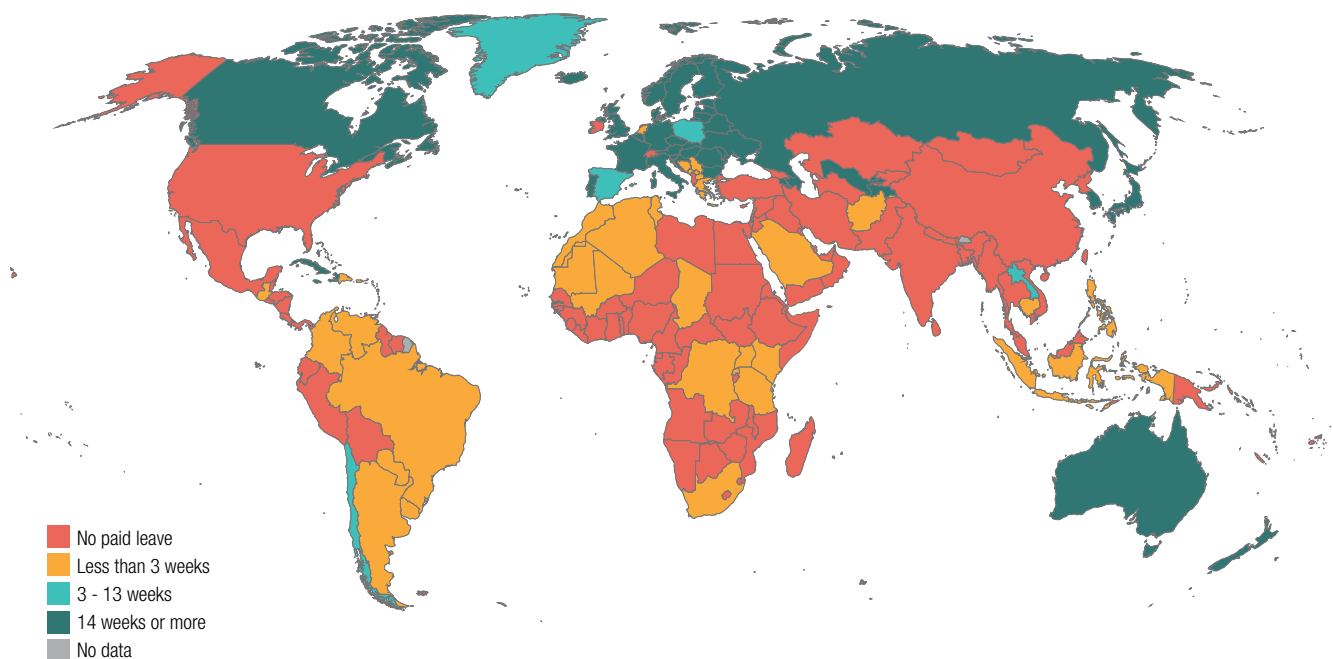 No paid leave
Less than 3 weeks
3 - 13 weeks
14 weeks or more
No data